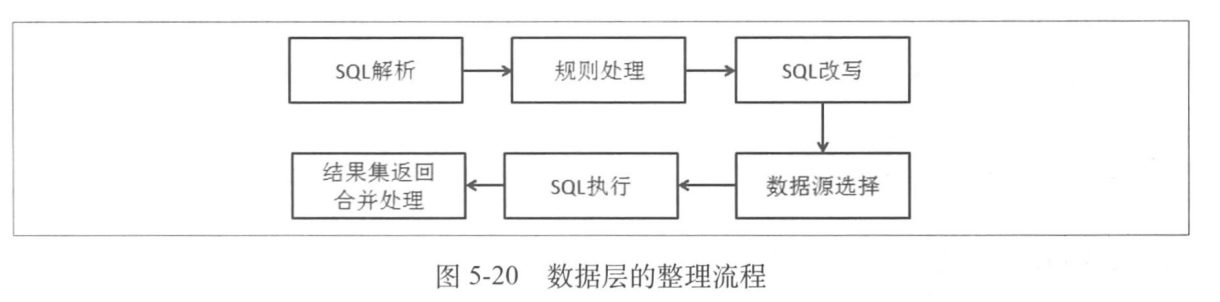 SQL解析
规则处理
SQL改写
数据源选择
SQL执行
结果集返回
合并处理
图 5-20 数据层的整理流程